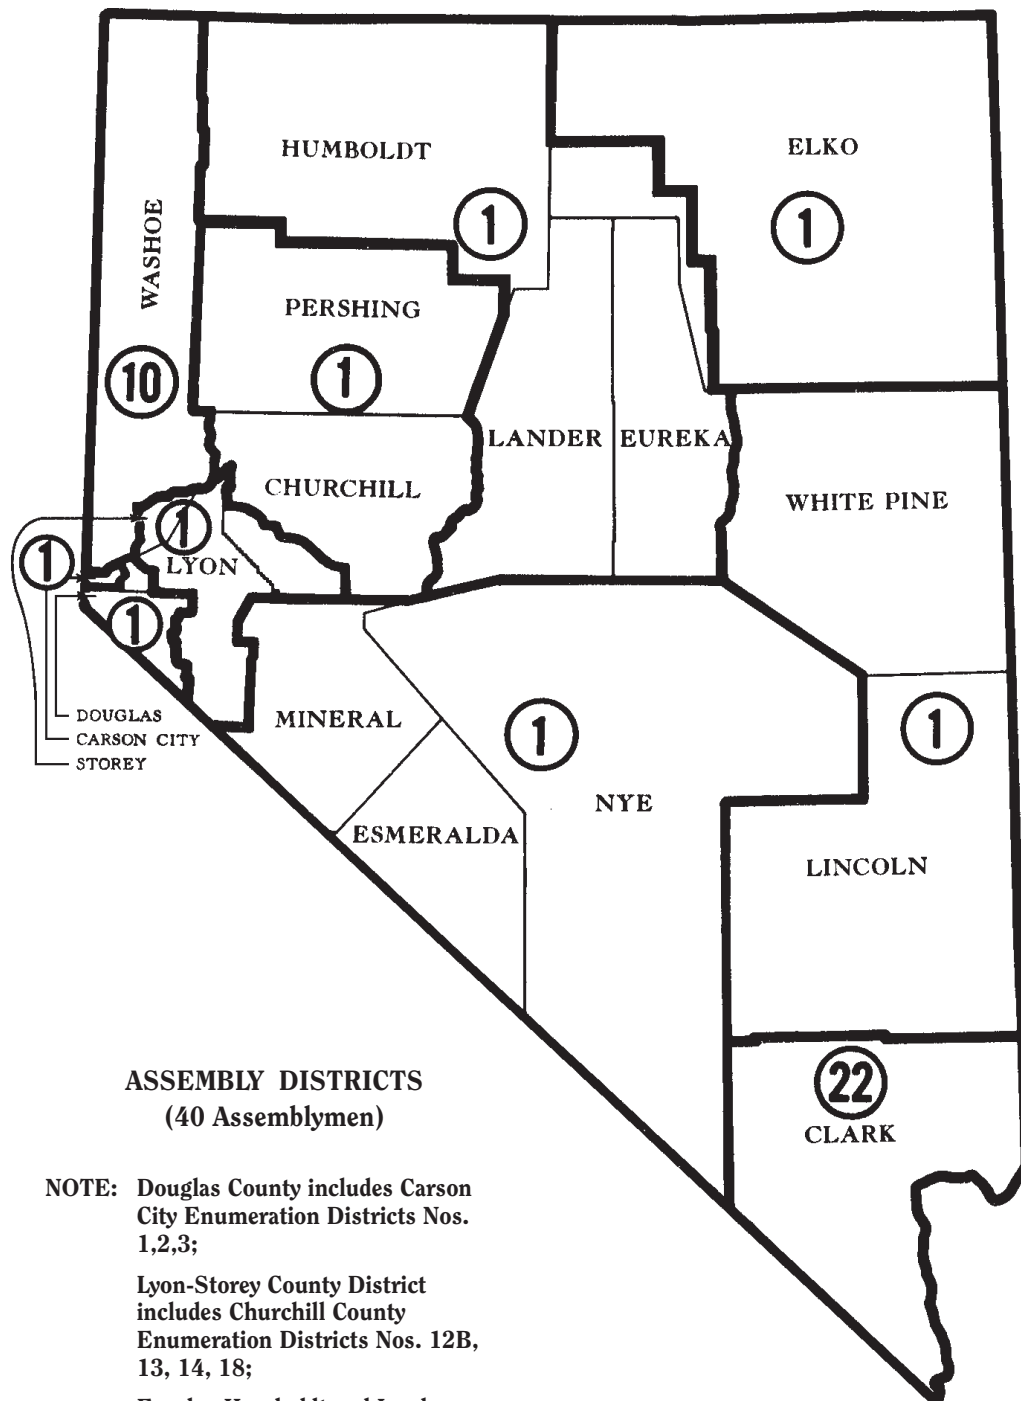 HUMBOLDT
ELKO
WASHOE
1
1
PERSHING
1
10
LANDER
EUREKA
CHURCHILL
WHITE PINE
1
LYON
1
1
DOUGLAS
CARSON CITY
STOREY
MINERAL
1
1
NYE
ESMERALDA
LINCOLN
22
CLARK
ASSEMBLY DISTRICTS
(40 Assemblymen)
NOTE: Douglas County includes Carson
City Enumeration Districts Nos.
1,2,3;
Lyon-Storey County District
includes Churchill County
Enumeration Districts Nos. 12B,
13, 14, 18;